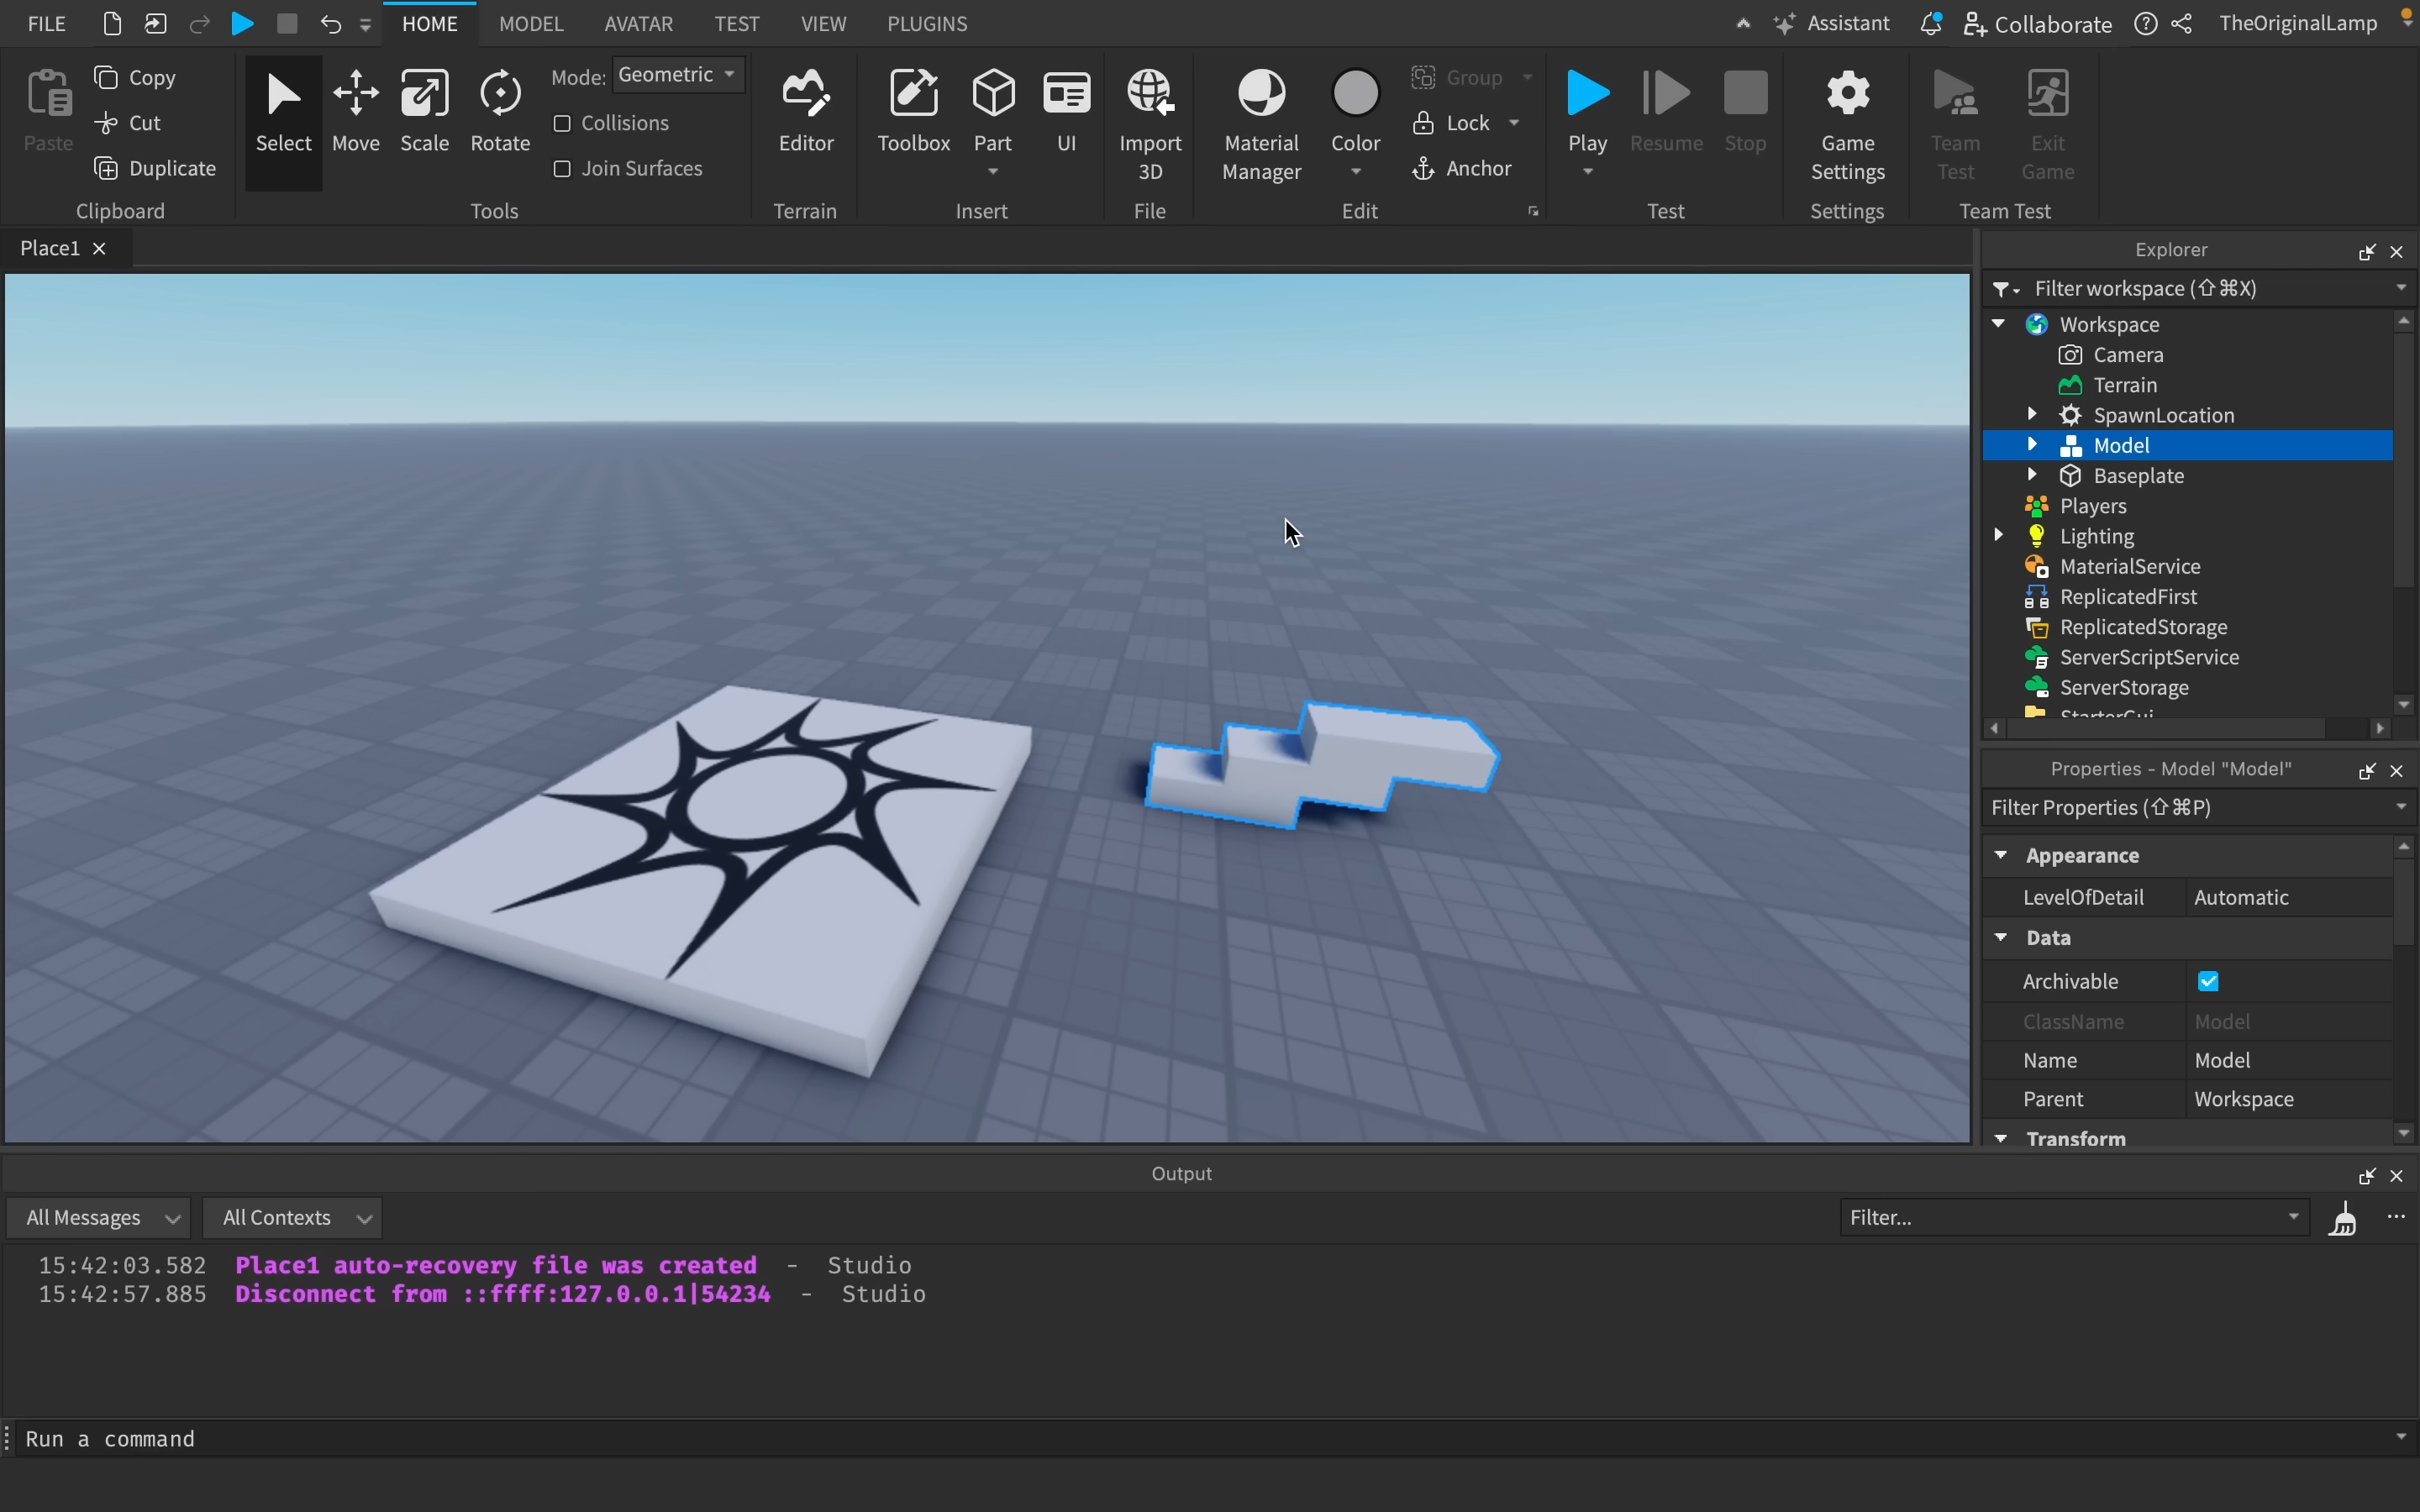 FILE HOME MODEL AVATAR TEST VIEW PLUGINS Assistant Collaborate TheOriginalLamp
Paste
Copy
Cut
Duplicate
Clipboard
Select Move Scale Rotate
Mode: Geometric
Collisions
Join Surfaces
Tools
Editor
Terrain
Toolbox Part UI
Insert
Import
3D
File
Material
Manager
Color
Group
Lock
Anchor
Edit
Play Resume Stop
Test
Game
Settings
Settings
Team
Test
Exit
Game
Team Test
Place1
Explorer
Filter workspace (⇧⌘X)
Workspace
Camera
Terrain
SpawnLocation
Model
Baseplate
Players
Lighting
MaterialService
ReplicatedFirst
ReplicatedStorage
ServerScriptService
ServerStorage
StarterGui
Properties - Model "Model"
Filter Properties (⇧⌘P)
Appearance
LevelOfDetail Automatic
Data
Archivable
ClassName Model
Name Model
Parent Workspace
Transform
Output
All Messages All Contexts Filter...
15:42:03.582 Place1 auto-recovery file was created - Studio
15:42:57.885 Disconnect from ::ffff:127.0.0.1|54234 - Studio
Run a command